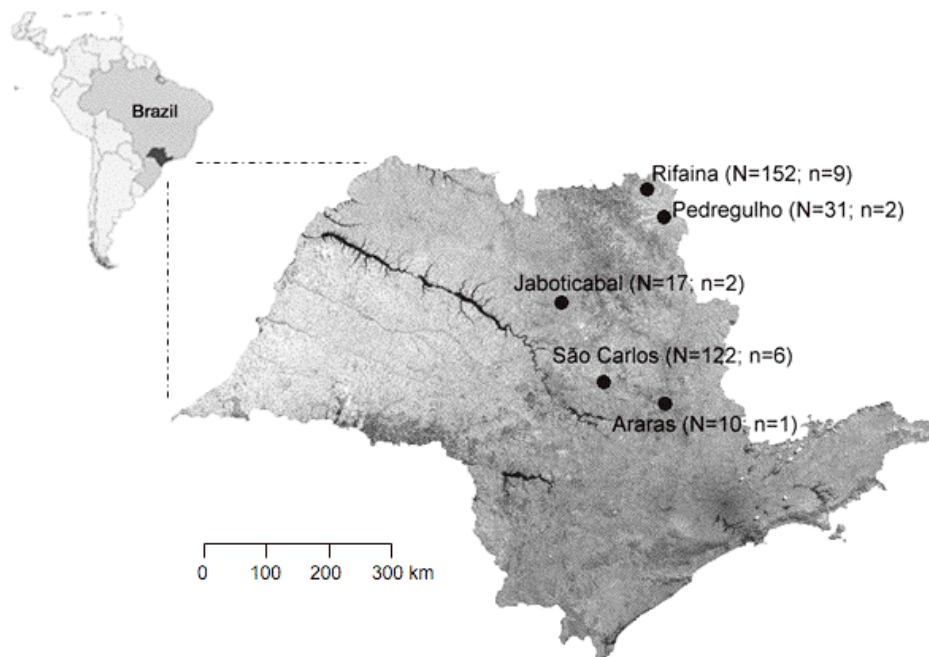 Brazil
Rifaina (N=152; n=9)
Pedregulho (N=31; n=2)
Jaboticabal (N=17; n=2)
São Carlos (N=122; n=6)
Araras (N=10; n=1)
0 100 200 300 km